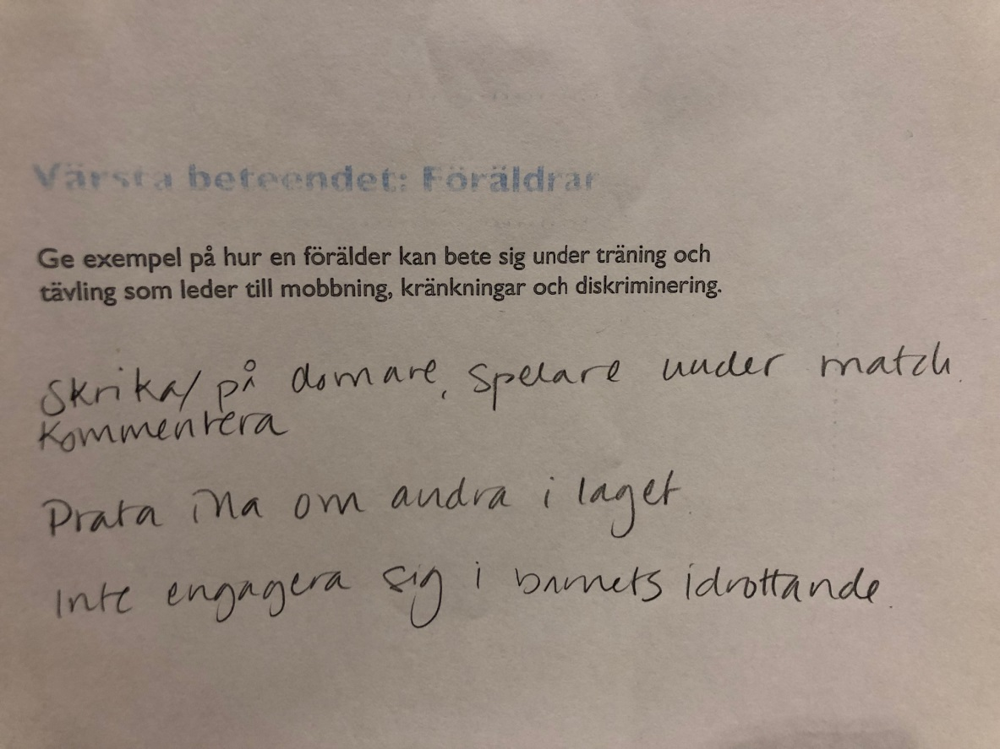 Värsta beteendet: Föräldrar
Ge exempel på hur en förälder kan bete sig under träning och
tävling som leder till mobbning, kränkningar och diskriminering.
Skrika/ på domare, spelare under match.
Kommentera
Prata illa om andra i laget.
Inte engagera sig i barnets idrottande.